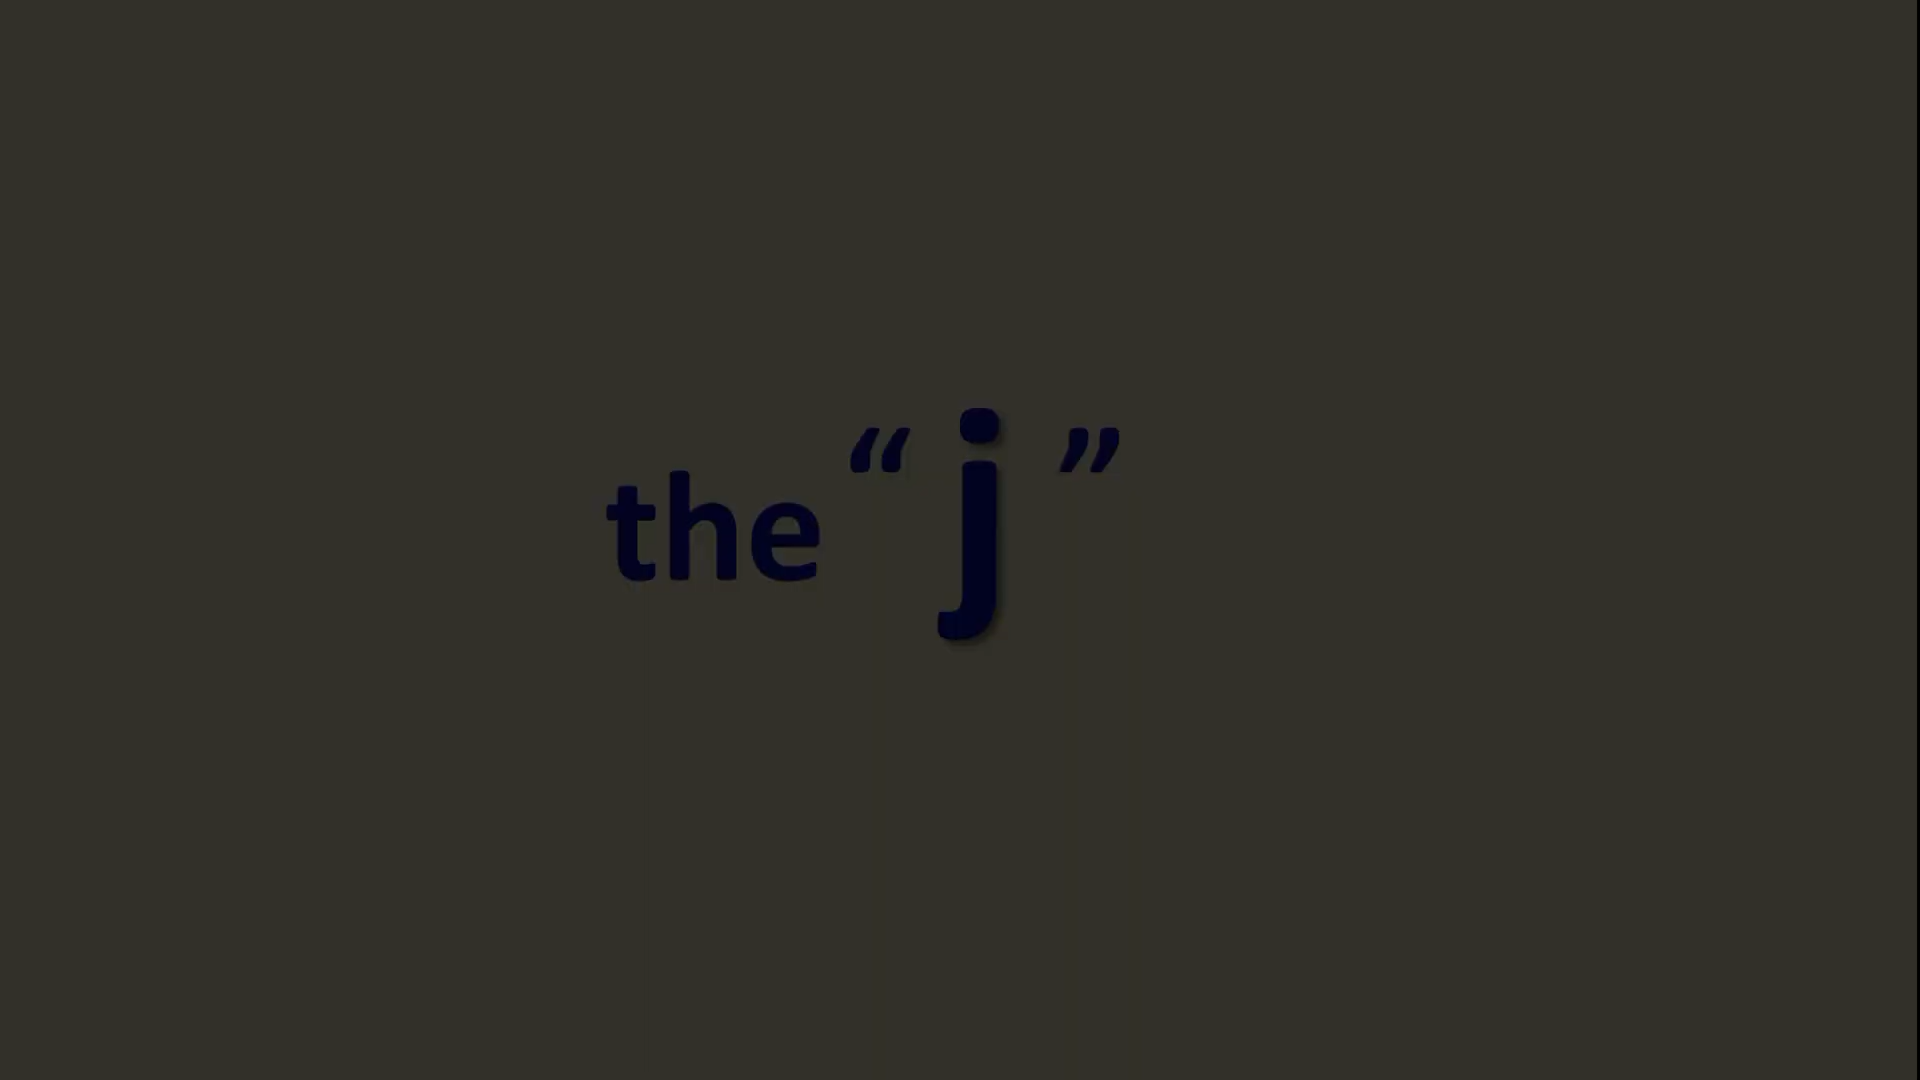 the “ j ”